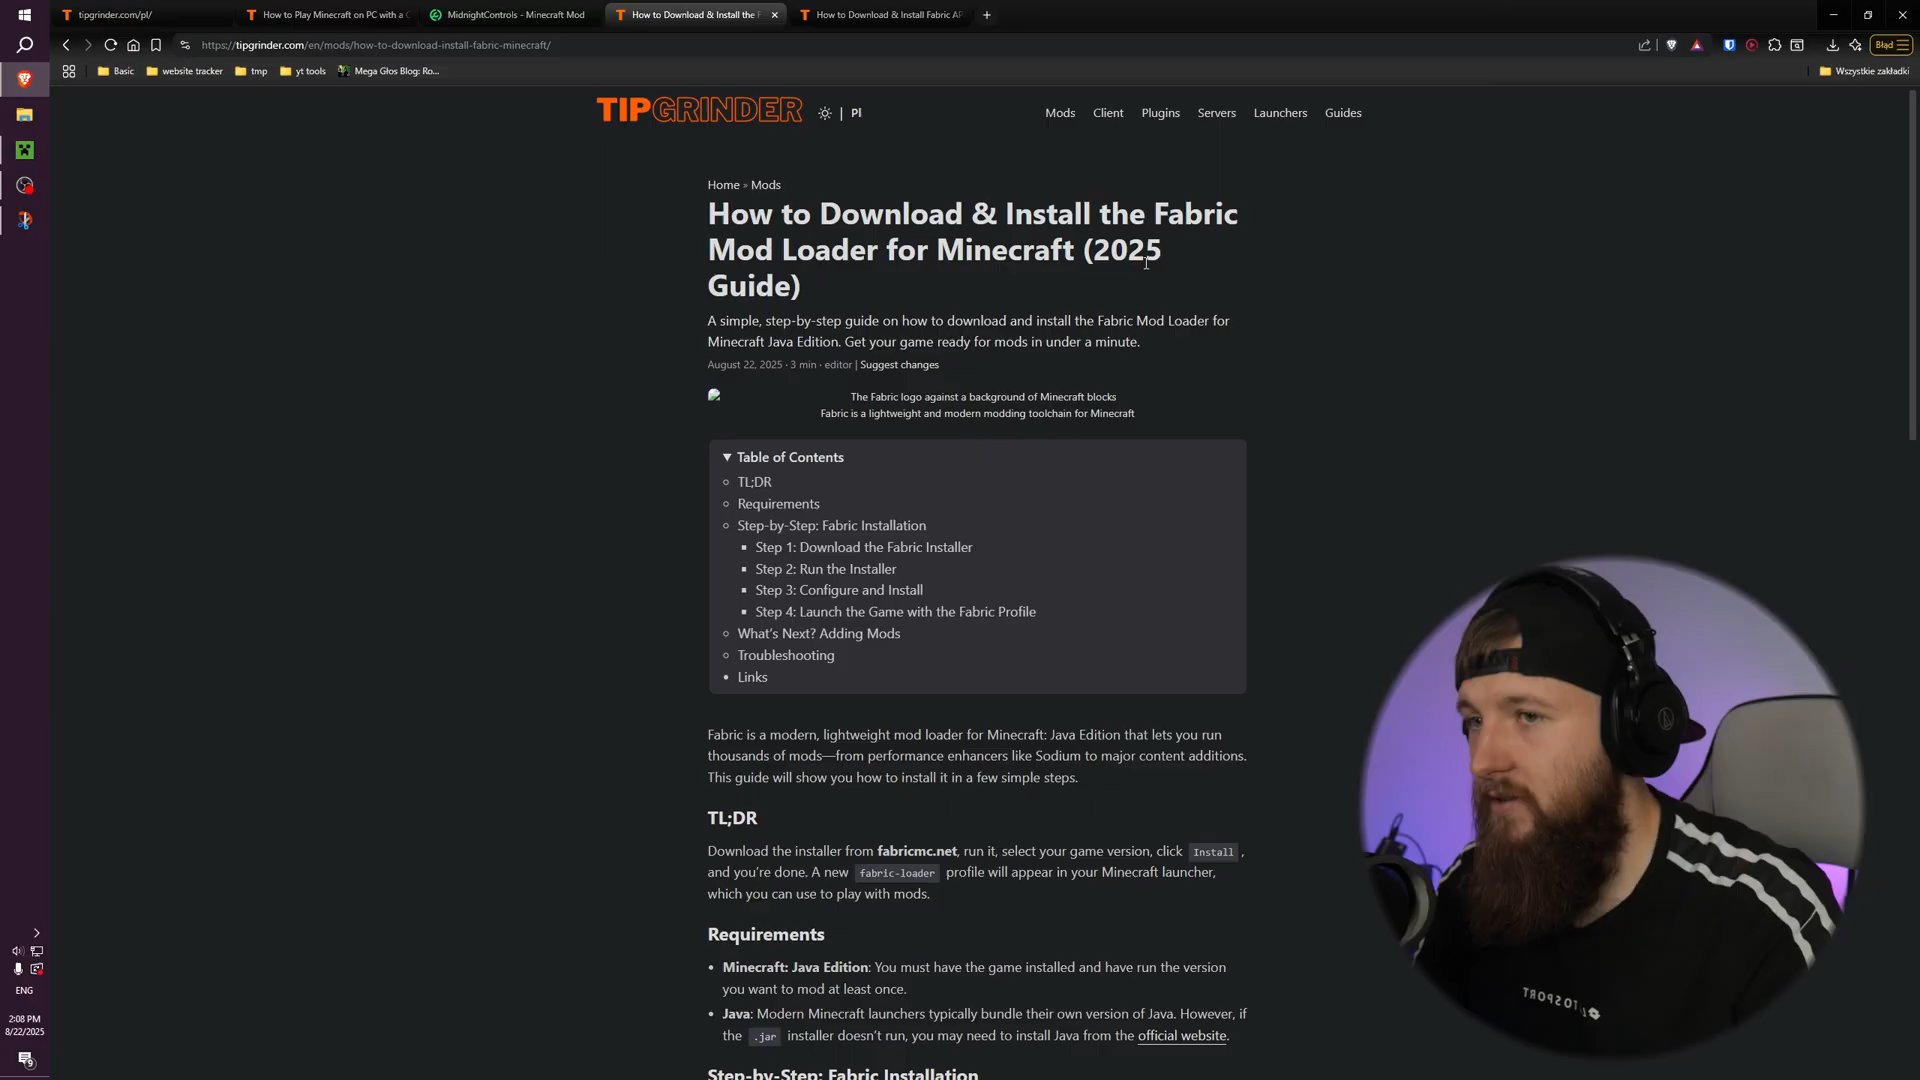 tipgrinder.com/pl/
How to Play Minecraft on PC with a C
MidnightControls - Minecraft Mod
How to Download & Install the F
How to Download & Install Fabric AP
https://tipgrinder.com/en/mods/how-to-download-install-fabric-minecraft/
Błąd
Basic
website tracker
tmp
yt tools
Mega Głos Blog: Ro...
Wszystkie zakładki
TIPGRINDER
| Pl
Mods
Client
Plugins
Servers
Launchers
Guides
Home » Mods
How to Download & Install the Fabric
Mod Loader for Minecraft (2025
Guide)
A simple, step-by-step guide on how to download and install the Fabric Mod Loader for
Minecraft Java Edition. Get your game ready for mods in under a minute.
August 22, 2025 · 3 min · editor | Suggest changes
The Fabric logo against a background of Minecraft blocks
Fabric is a lightweight and modern modding toolchain for Minecraft
Table of Contents
TL;DR
Requirements
Step-by-Step: Fabric Installation
Step 1: Download the Fabric Installer
Step 2: Run the Installer
Step 3: Configure and Install
Step 4: Launch the Game with the Fabric Profile
What's Next? Adding Mods
Troubleshooting
Links
Fabric is a modern, lightweight mod loader for Minecraft: Java Edition that lets you run
thousands of mods—from performance enhancers like Sodium to major content additions.
This guide will show you how to install it in a few simple steps.
TL;DR
Download the installer from fabricmc.net, run it, select your game version, click Install ,
and you're done. A new fabric-loader profile will appear in your Minecraft launcher,
which you can use to play with mods.
Requirements
• Minecraft: Java Edition: You must have the game installed and have run the version
you want to mod at least once.
• Java: Modern Minecraft launchers typically bundle their own version of Java. However, if
the .jar installer doesn't run, you may need to install Java from the official website.
Step-by-Step: Fabric Installation
ENG
2:08 PM
8/22/2025
9